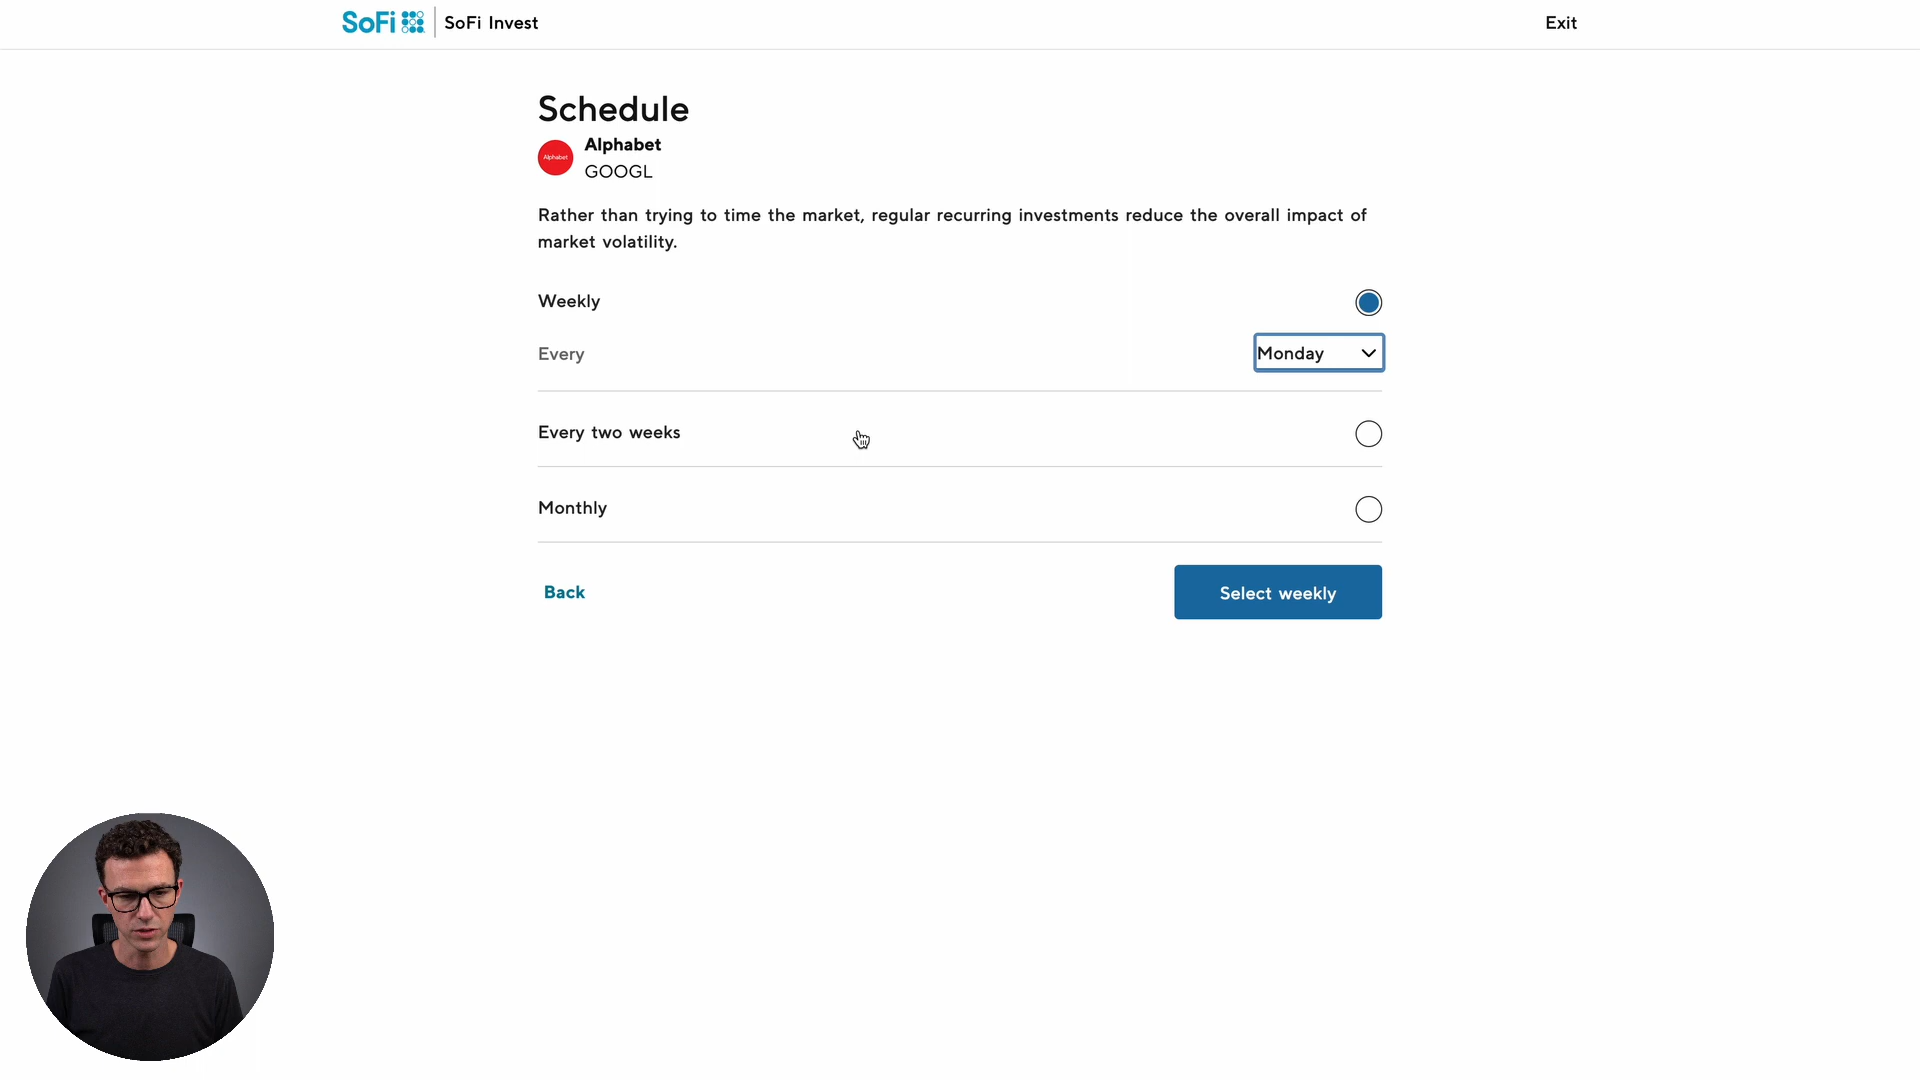 SoFi SoFi Invest Exit
Schedule
Alphabet
Alphabet
GOOGL
Rather than trying to time the market, regular recurring investments reduce the overall impact of
market volatility.
Weekly
Every Monday
Every two weeks
Monthly
Back Select weekly